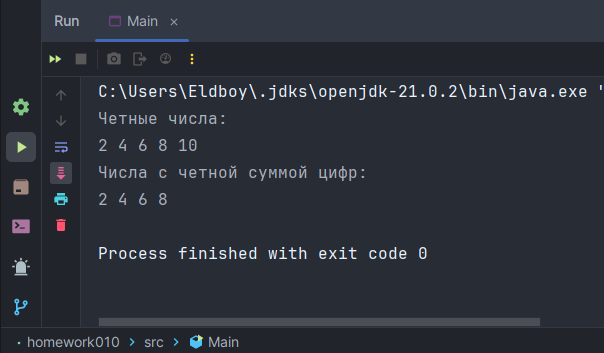 Run Main ×
C:\Users\Eldboy\.jdks\openjdk-21.0.2\bin\java.exe "
Четные числа:
2 4 6 8 10
Числа с четной суммой цифр:
2 4 6 8
Process finished with exit code 0
homework010 > src > Main